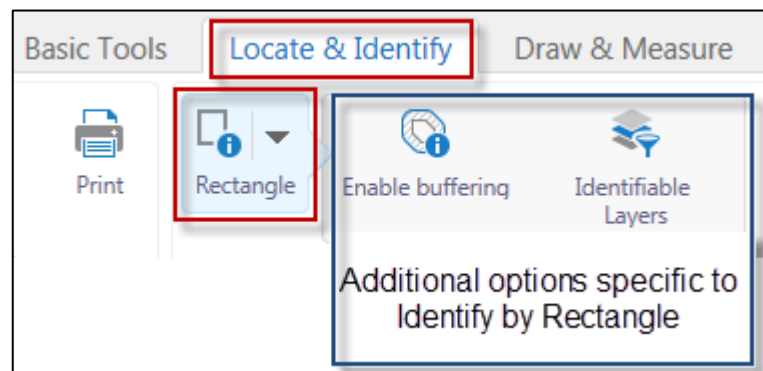 Basic Tools
Locate & Identify
Draw & Measure
Print
Rectangle
Enable buffering
Identifiable
Layers
Additional options specific to
Identify by Rectangle